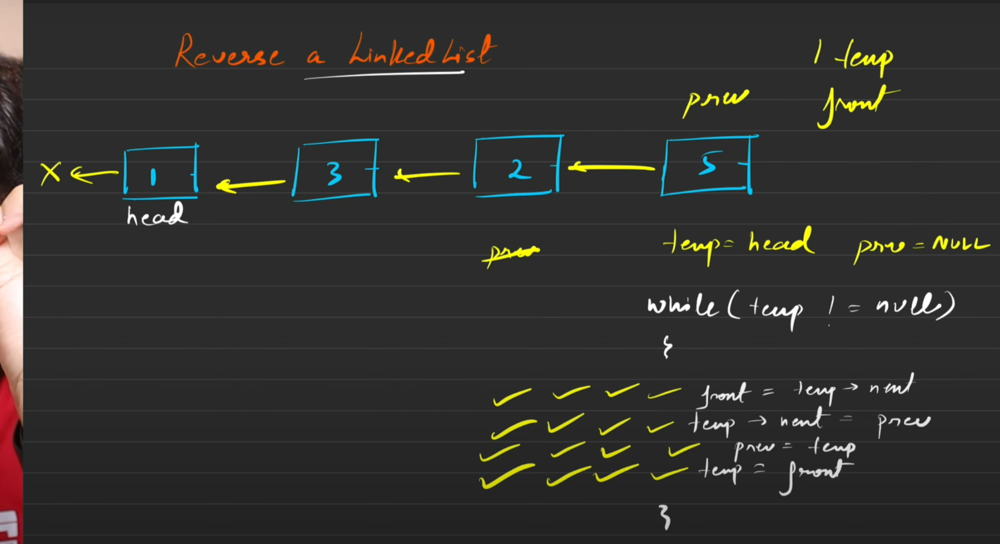 Reverse a LinkedList
1 temp
prev front
X ← 1 ← 3 ← 2 ← 5
head
prev temp = head prev = NULL
while(temp != null)
{
front = temp → next
temp → next = prev
prev = temp
temp = front
}